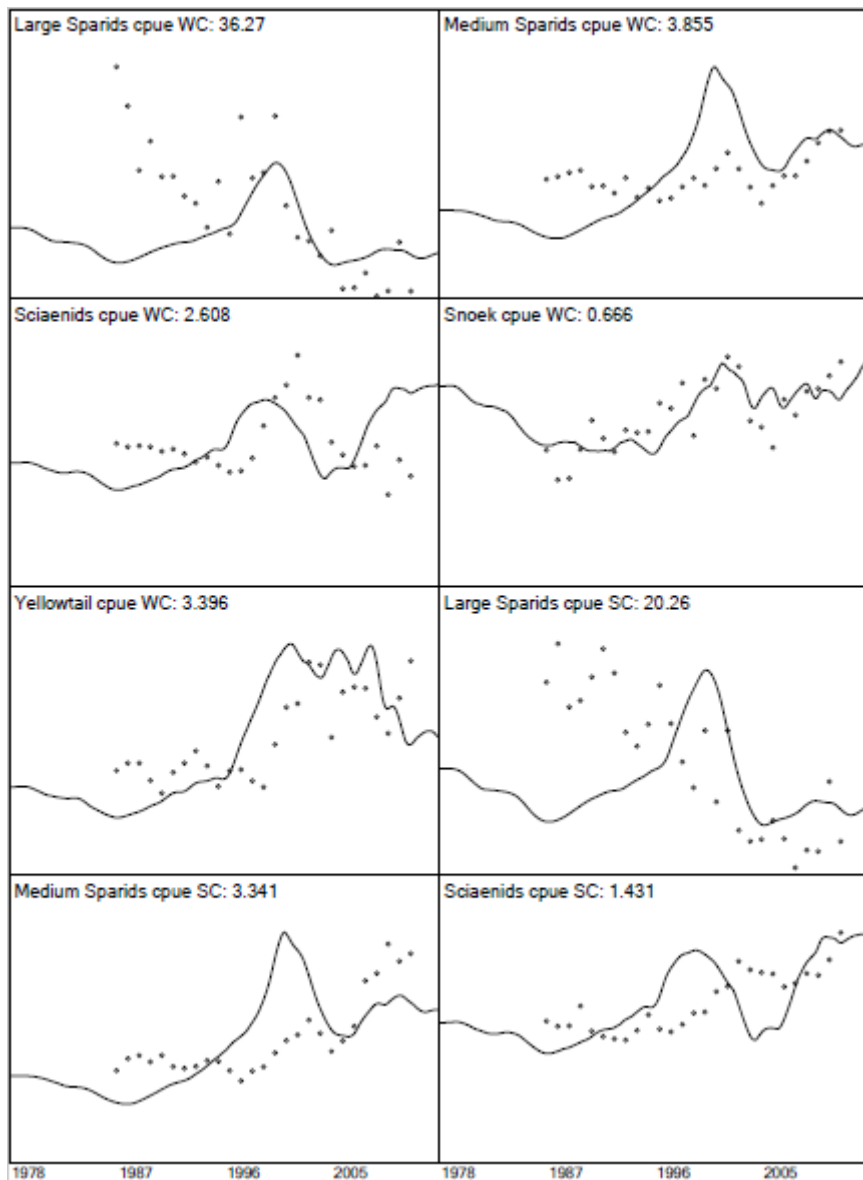 Large Sparids cpue WC: 36.27
Medium Sparids cpue WC: 3.855
Sciaenids cpue WC: 2.608
Snoek cpue WC: 0.666
Yellowtail cpue WC: 3.396
Large Sparids cpue SC: 20.26
Medium Sparids cpue SC: 3.341
Sciaenids cpue SC: 1.431
1978 1987 1996 2005 1978 1987 1996 2005